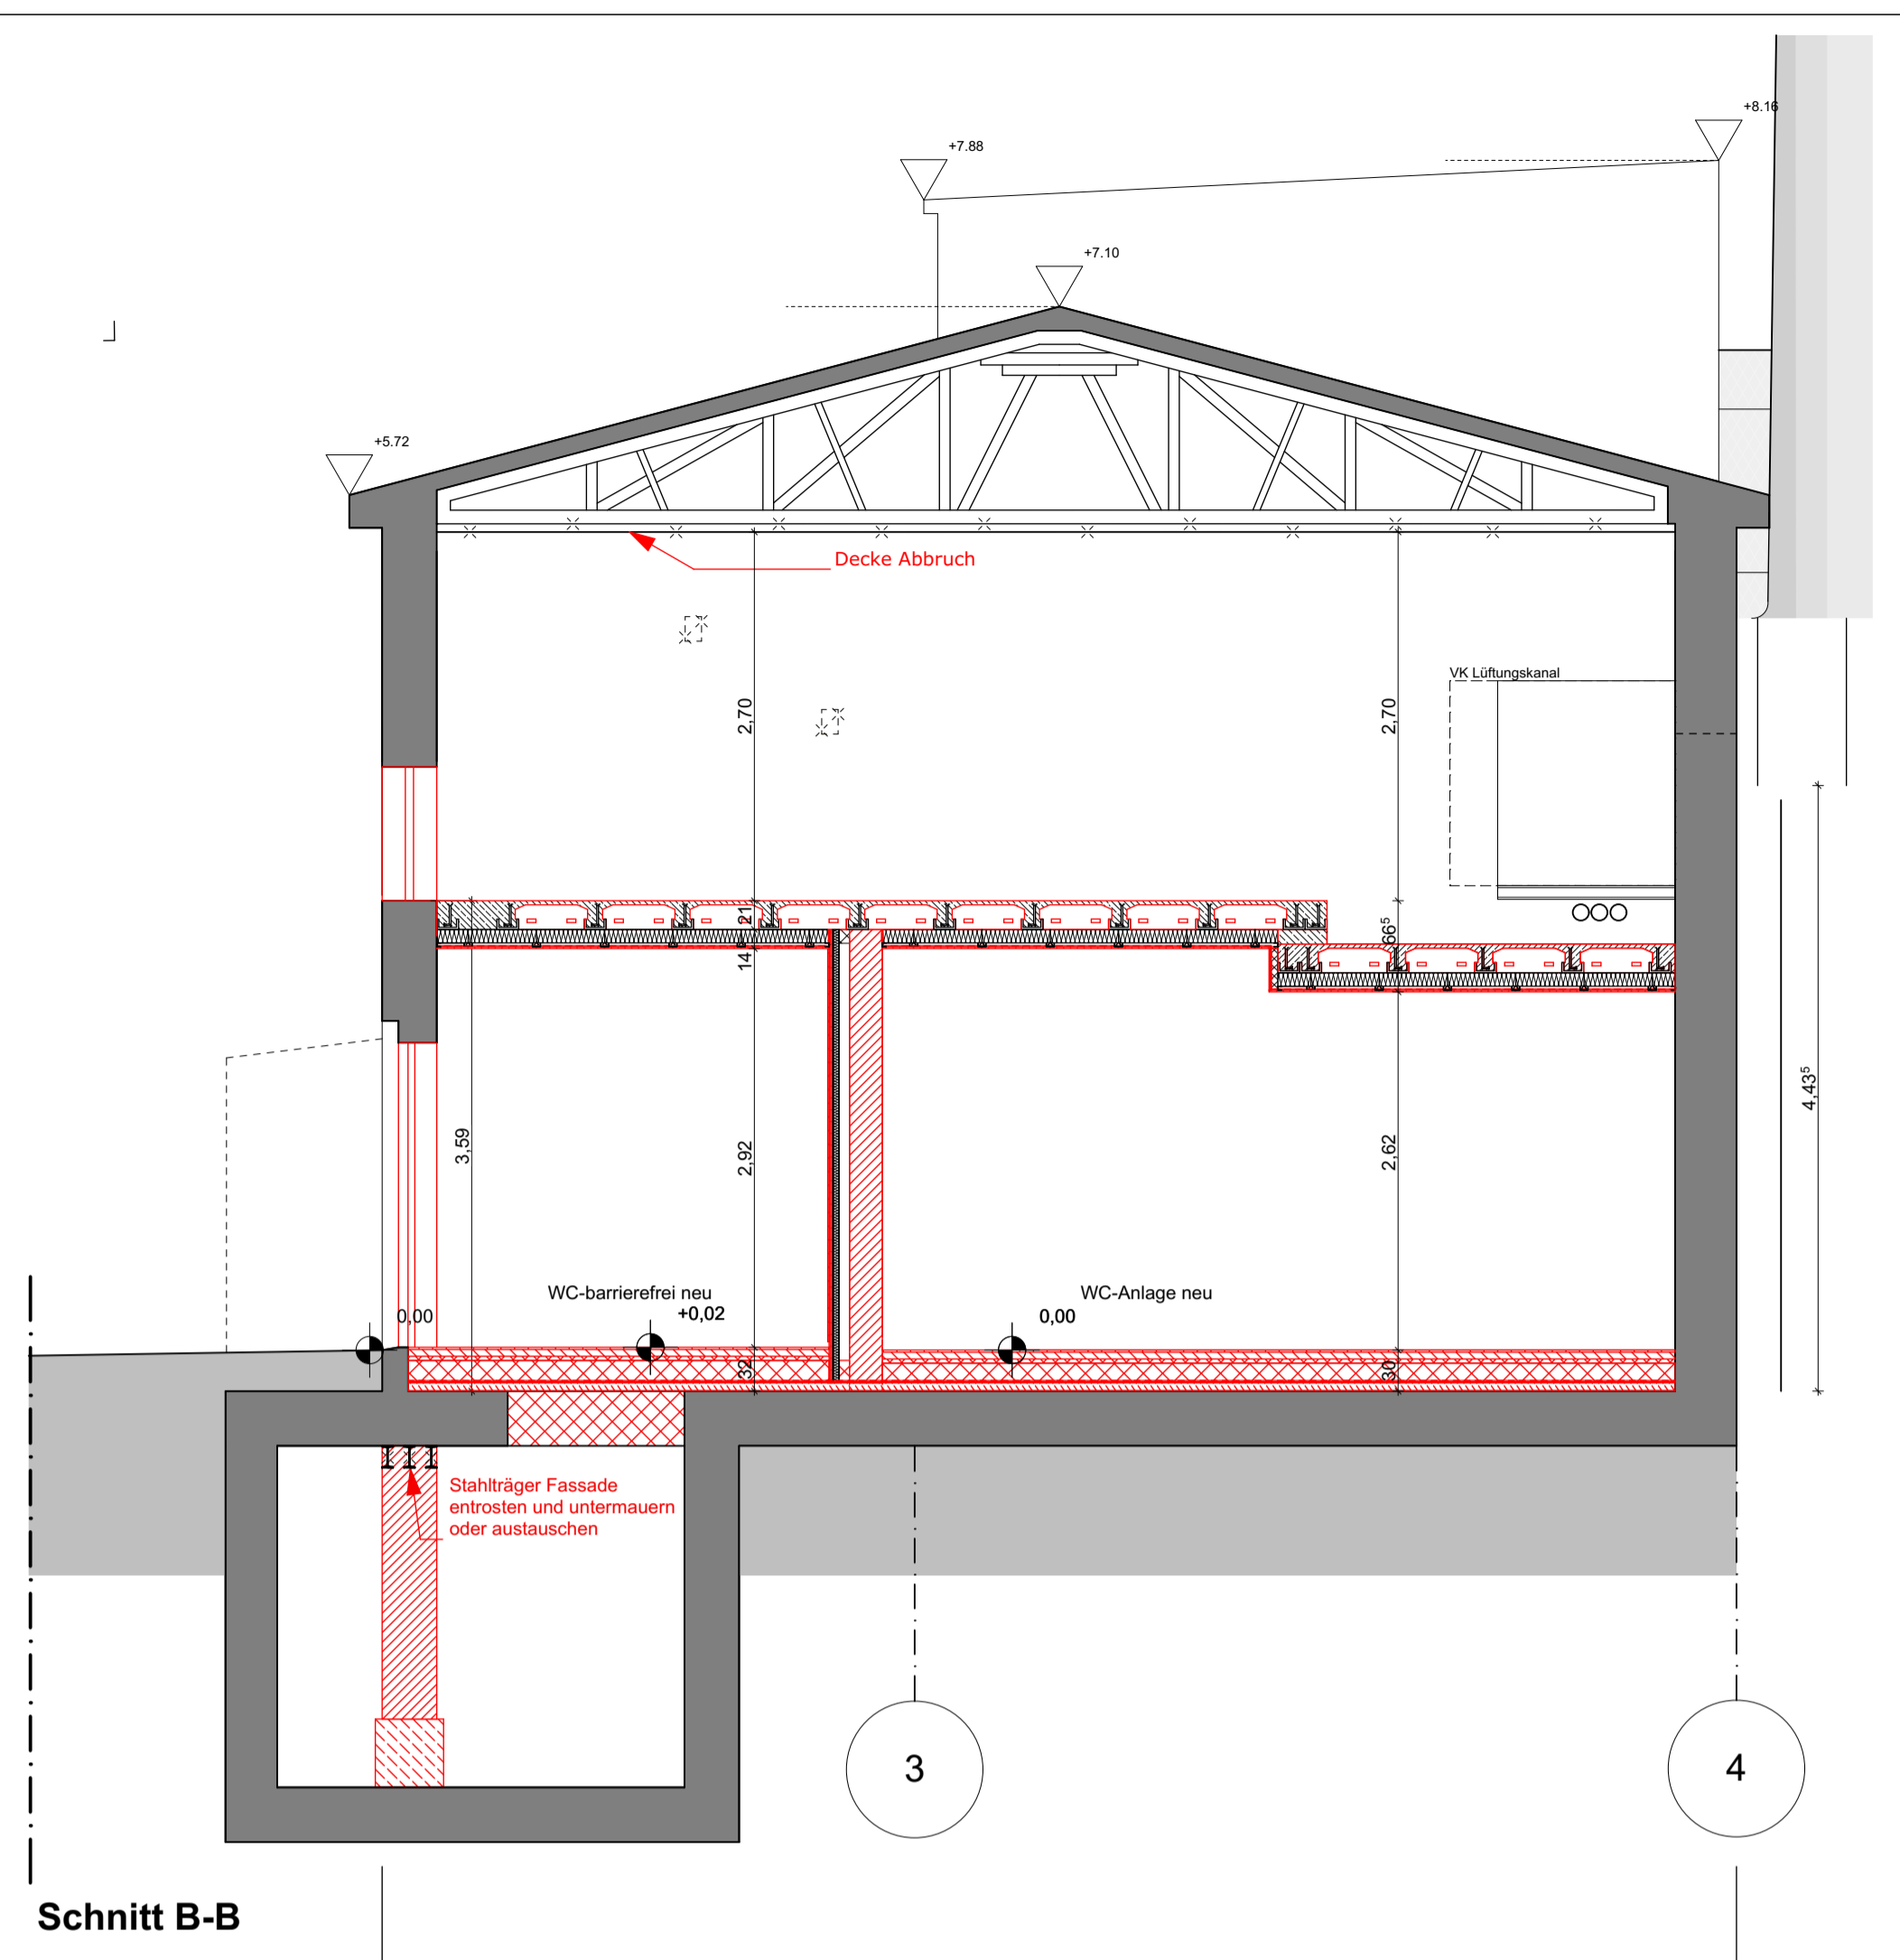 +8.16
+7.88
+7.10
+5.72
Decke Abbruch
VK Lüftungskanal
2,70
2,70
21
14
66⁵
4,43⁵
3,59
2,92
2,62
WC-barrierefrei neu
+0,02
WC-Anlage neu
0,00
0,00
32
30
Stahlträger Fassade
entrosten und untermauern
oder austauschen
3
4
Schnitt B-B